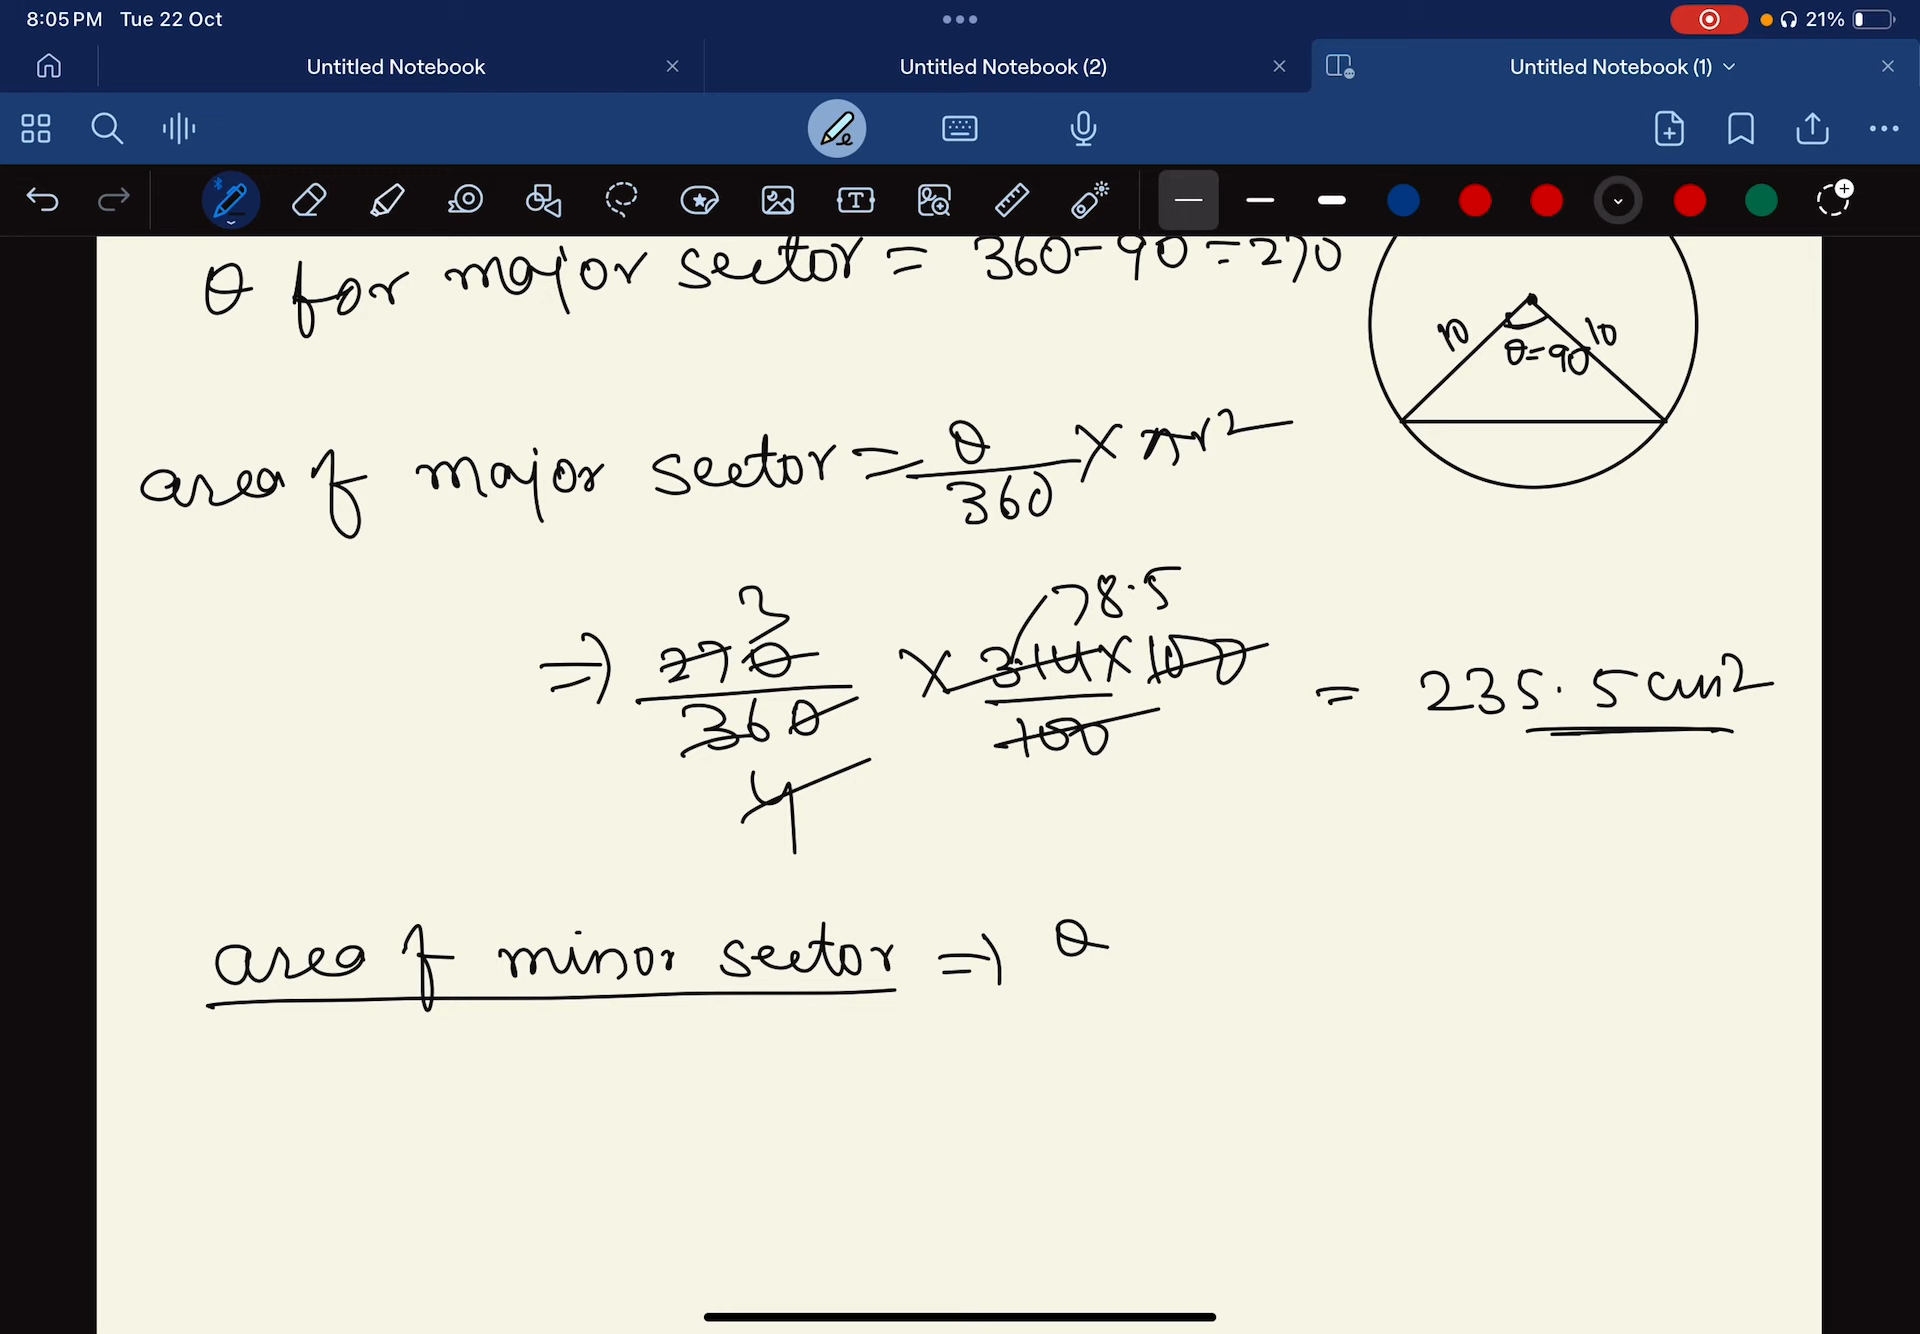 8:05 PM Tue 22 Oct 21%
Untitled Notebook Untitled Notebook (2) Untitled Notebook (1)
θ for major sector = 360-90=270
10 10
θ=90
area of major sector = θ/360 × πr²
3 78.5
⇒ 270/360 × 314×100/100 = 235.5 cm²
4
area of minor sector ⇒ θ